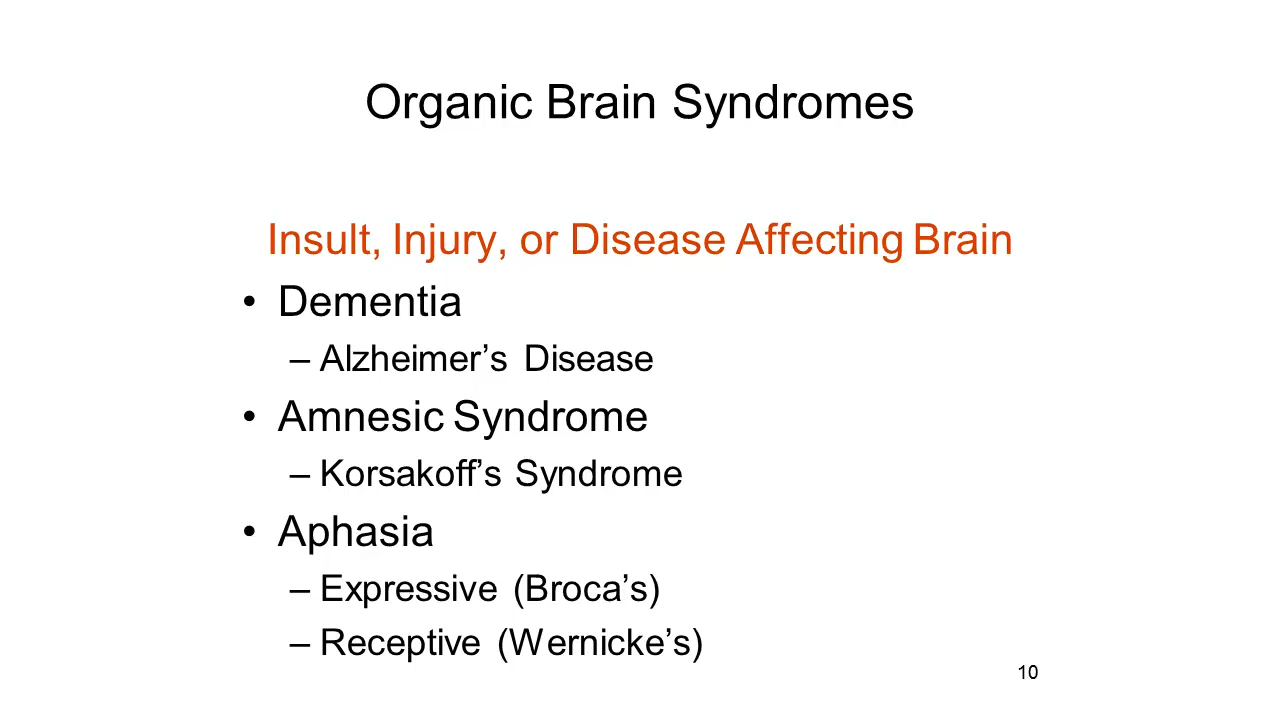 Organic Brain Syndromes
Insult, Injury, or Disease Affecting Brain
• Dementia
– Alzheimer’s Disease
• Amnesic Syndrome
– Korsakoff’s Syndrome
• Aphasia
– Expressive (Broca’s)
– Receptive (Wernicke’s)
10